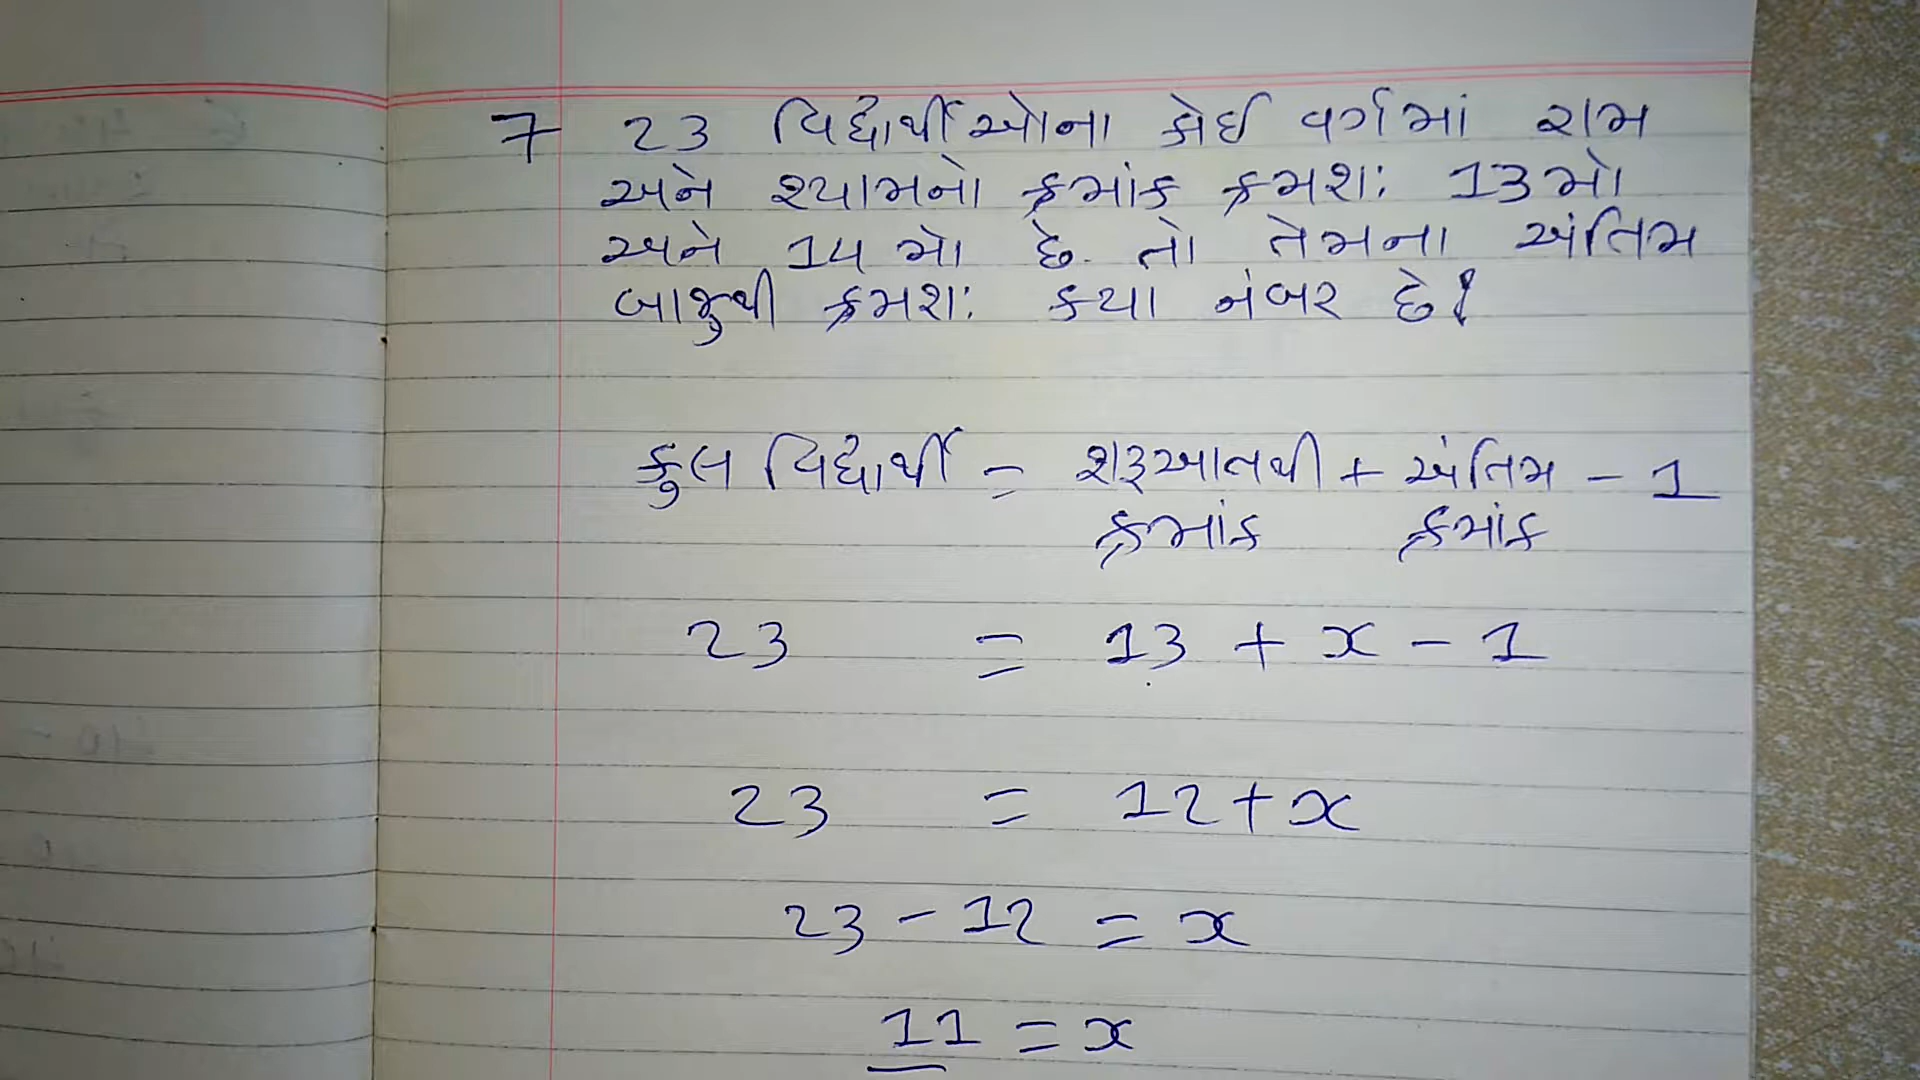 7 23 વિદ્યાર્થીઓના કોઈ વર્ગમાં રામ
અને શ્યામનો ક્રમાંક ક્રમશઃ 13મો
અને 14 મો છે. તો તેમના અંતિમ
બાજુથી ક્રમશઃ કયા નંબર છે?
કુલ વિદ્યાર્થી = શરૂઆતથી + અંતિમ - 1
ક્રમાંક ક્રમાંક
23 = 13 + x - 1
23 = 12 + x
23 - 12 = x
11 = x